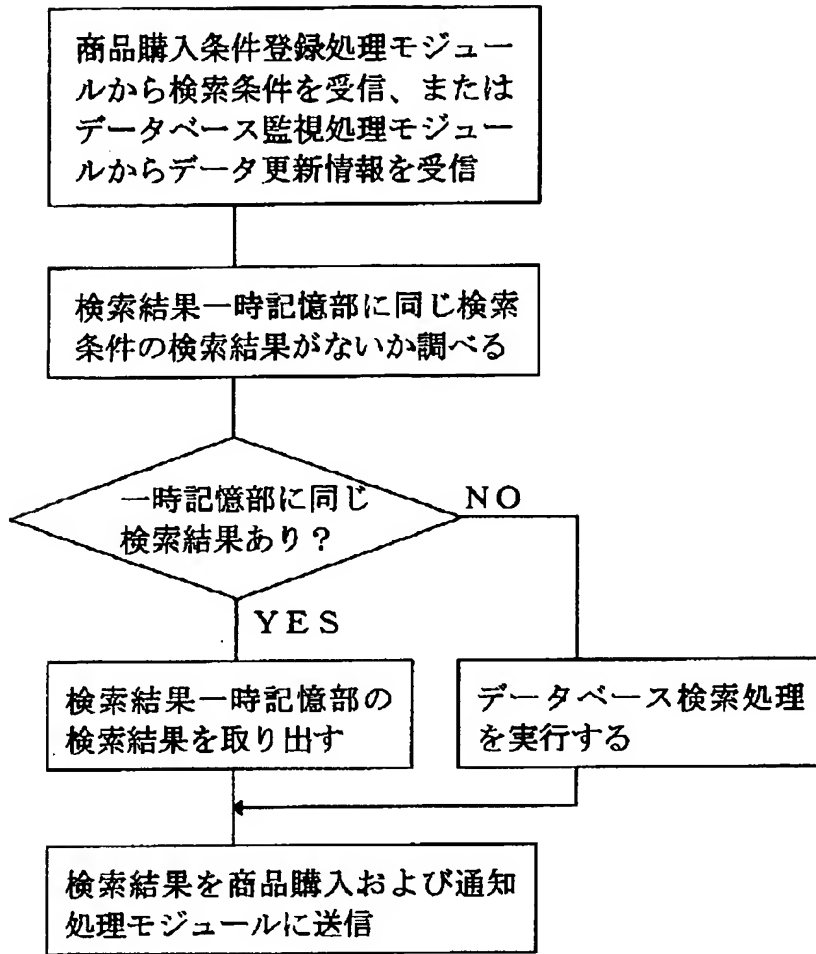 商品購入条件登録処理モジュー
ルから検索条件を受信、または
データベース監視処理モジュー
ルからデータ更新情報を受信
検索結果一時記憶部に同じ検索
条件の検索結果がないか調べる
一時記憶部に同じ
検索結果あり？
NO
YES
検索結果一時記憶部の
検索結果を取り出す
データベース検索処理
を実行する
検索結果を商品購入および通知
処理モジュールに送信